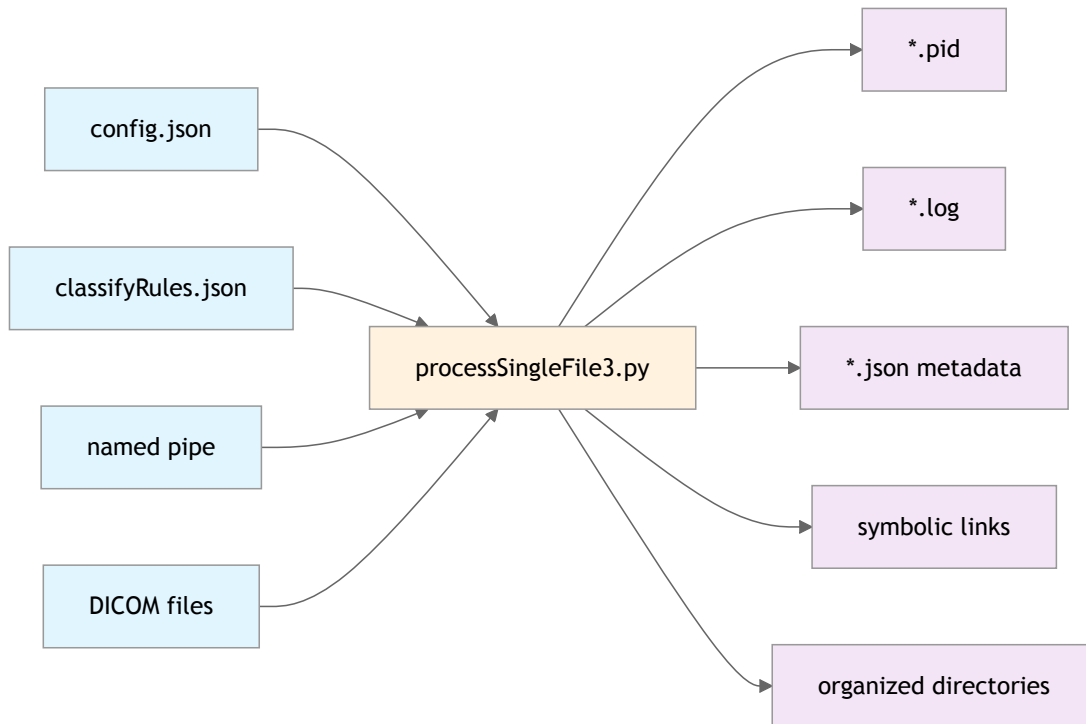 config.json
classifyRules.json
named pipe
DICOM files
processSingleFile3.py
*.pid
*.log
*.json metadata
symbolic links
organized directories